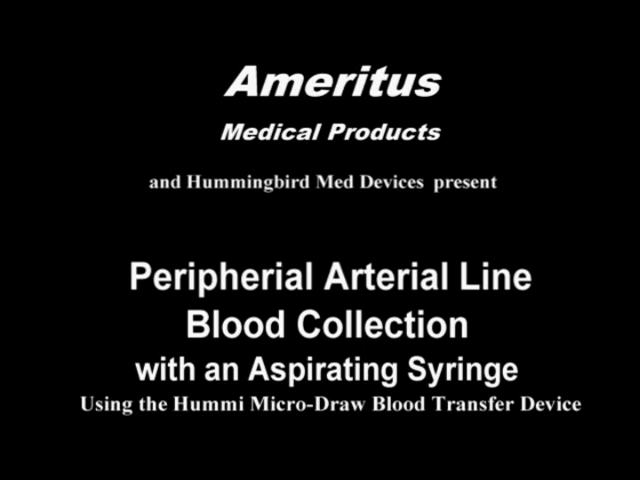 Ameritus
Medical Products
and Hummingbird Med Devices present
Peripherial Arterial Line
Blood Collection
with an Aspirating Syringe
Using the Hummi Micro-Draw Blood Transfer Device